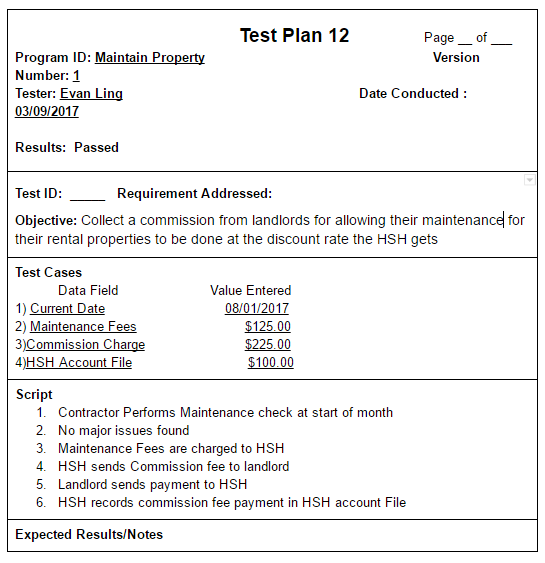 Test Plan 12
Page __ of ___
Program ID: Maintain Property Version
Number: 1
Tester: Evan Ling Date Conducted :
03/09/2017
Results: Passed
Test ID: _____ Requirement Addressed:
Objective: Collect a commission from landlords for allowing their maintenance for
their rental properties to be done at the discount rate the HSH gets
Test Cases
Data Field Value Entered
1) Current Date 08/01/2017
2) Maintenance Fees $125.00
3)Commission Charge $225.00
4)HSH Account File $100.00
Script
1. Contractor Performs Maintenance check at start of month
2. No major issues found
3. Maintenance Fees are charged to HSH
4. HSH sends Commission fee to landlord
5. Landlord sends payment to HSH
6. HSH records commission fee payment in HSH account File
Expected Results/Notes